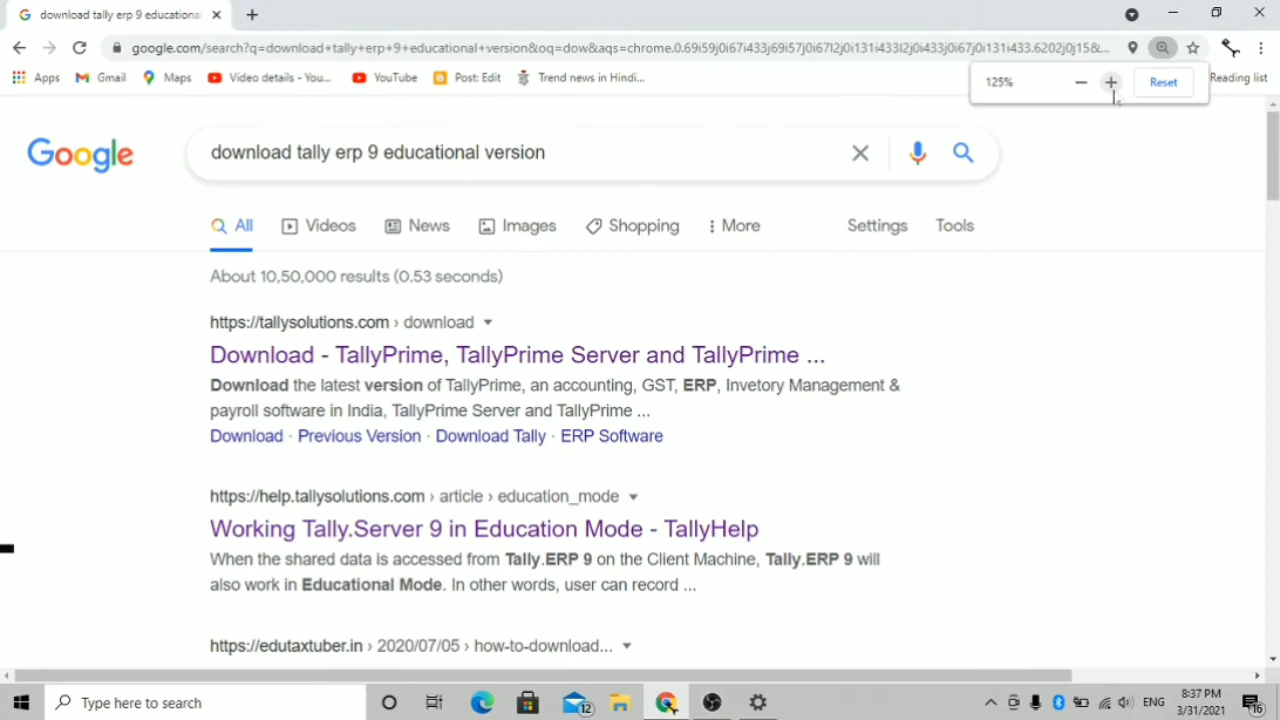 download tally erp 9 educationa
google.com/search?q=download+tally+erp+9+educational+version&oq=dow&aqs=chrome.0.69i59j0i67i433j69i57j0i67l2j0i131i433l2j0i433j0i67j0i131i433.6202j0j15&...
Apps Gmail Maps Video details - You... YouTube Post: Edit Trend news in Hindi... Reading list
125% Reset
Google
download tally erp 9 educational version
All Videos News Images Shopping More Settings Tools
About 10,50,000 results (0.53 seconds)
https://tallysolutions.com › download
Download - TallyPrime, TallyPrime Server and TallyPrime ...
Download the latest version of TallyPrime, an accounting, GST, ERP, Invetory Management &
payroll software in India, TallyPrime Server and TallyPrime ...
Download · Previous Version · Download Tally · ERP Software
https://help.tallysolutions.com › article › education_mode
Working Tally.Server 9 in Education Mode - TallyHelp
When the shared data is accessed from Tally.ERP 9 on the Client Machine, Tally.ERP 9 will
also work in Educational Mode. In other words, user can record ...
https://edutaxtuber.in › 2020/07/05 › how-to-download...
Type here to search
12
ENG
8:37 PM
3/31/2021
16